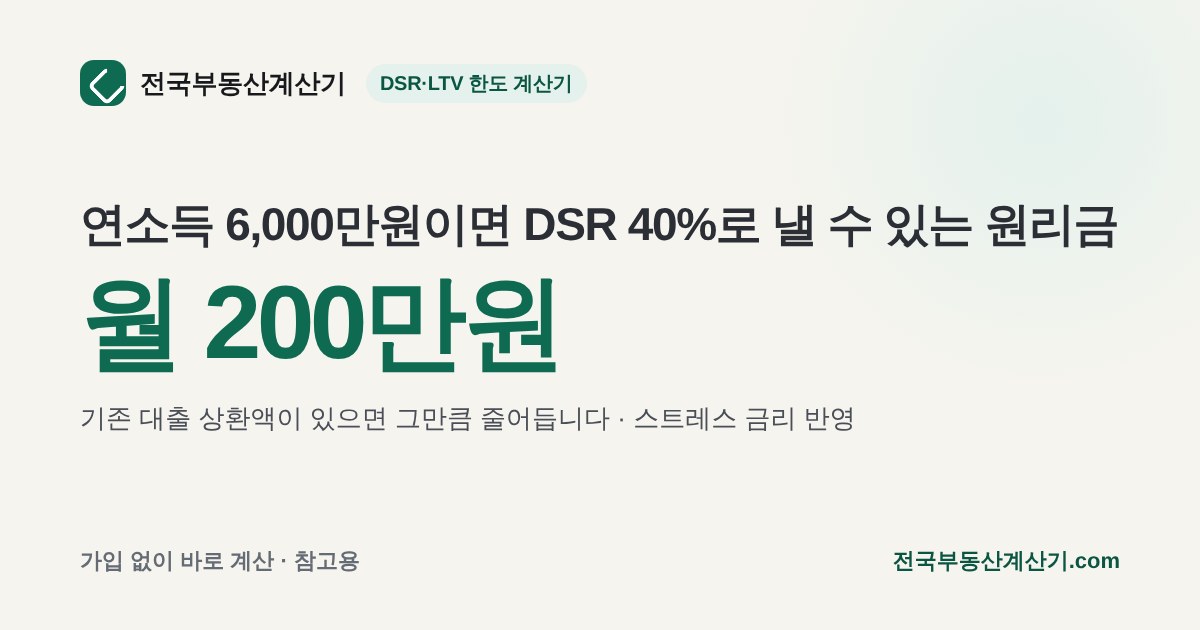 전국부동산계산기 DSR·LTV 한도 계산기
연소득 6,000만원이면 DSR 40%로 낼 수 있는 원리금
월 200만원
기존 대출 상환액이 있으면 그만큼 줄어듭니다 · 스트레스 금리 반영
가입 없이 바로 계산 · 참고용 전국부동산계산기.com